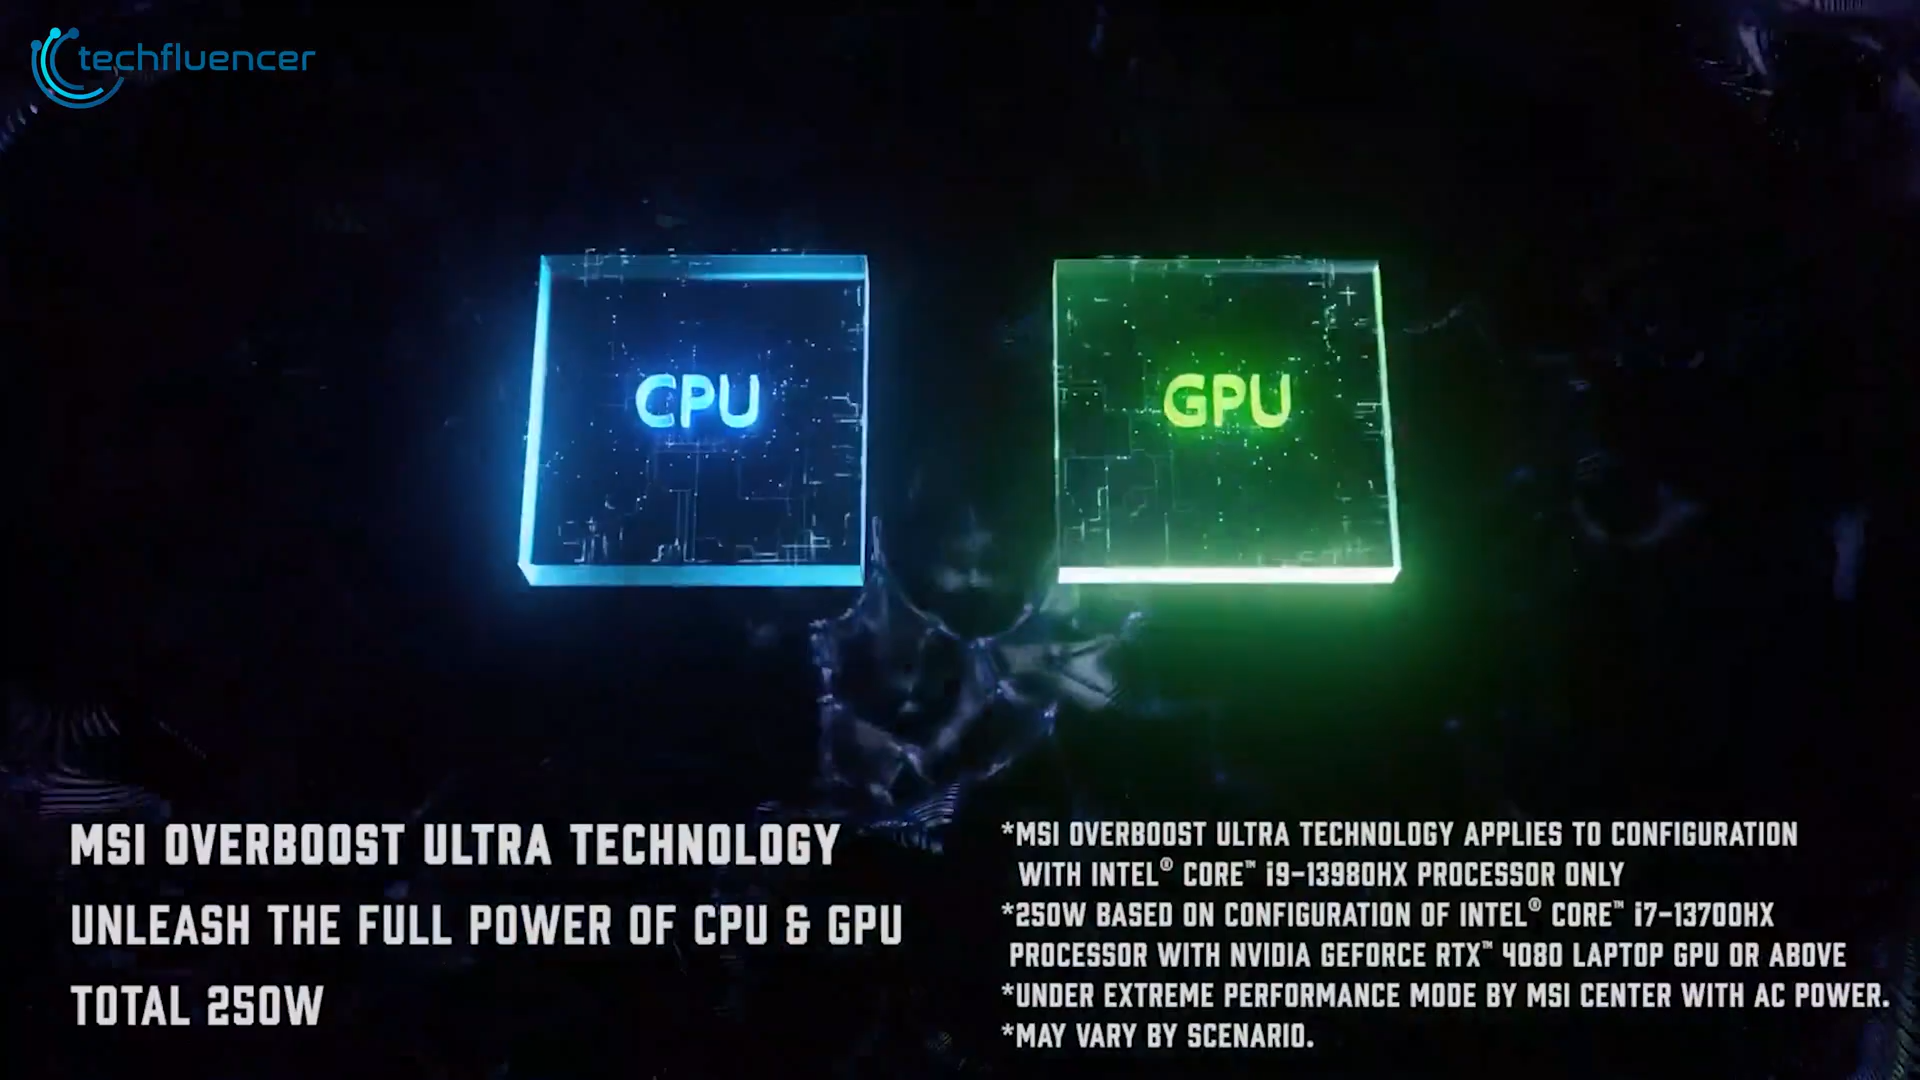 techfluencer
CPU
GPU
MSI OVERBOOST ULTRA TECHNOLOGY
UNLEASH THE FULL POWER OF CPU & GPU
TOTAL 250W
*MSI OVERBOOST ULTRA TECHNOLOGY APPLIES TO CONFIGURATION
WITH INTEL® CORE™ i9-13980HX PROCESSOR ONLY
*250W BASED ON CONFIGURATION OF INTEL® CORE™ i7-13700HX
PROCESSOR WITH NVIDIA GEFORCE RTX™ 4080 LAPTOP GPU OR ABOVE
*UNDER EXTREME PERFORMANCE MODE BY MSI CENTER WITH AC POWER.
*MAY VARY BY SCENARIO.